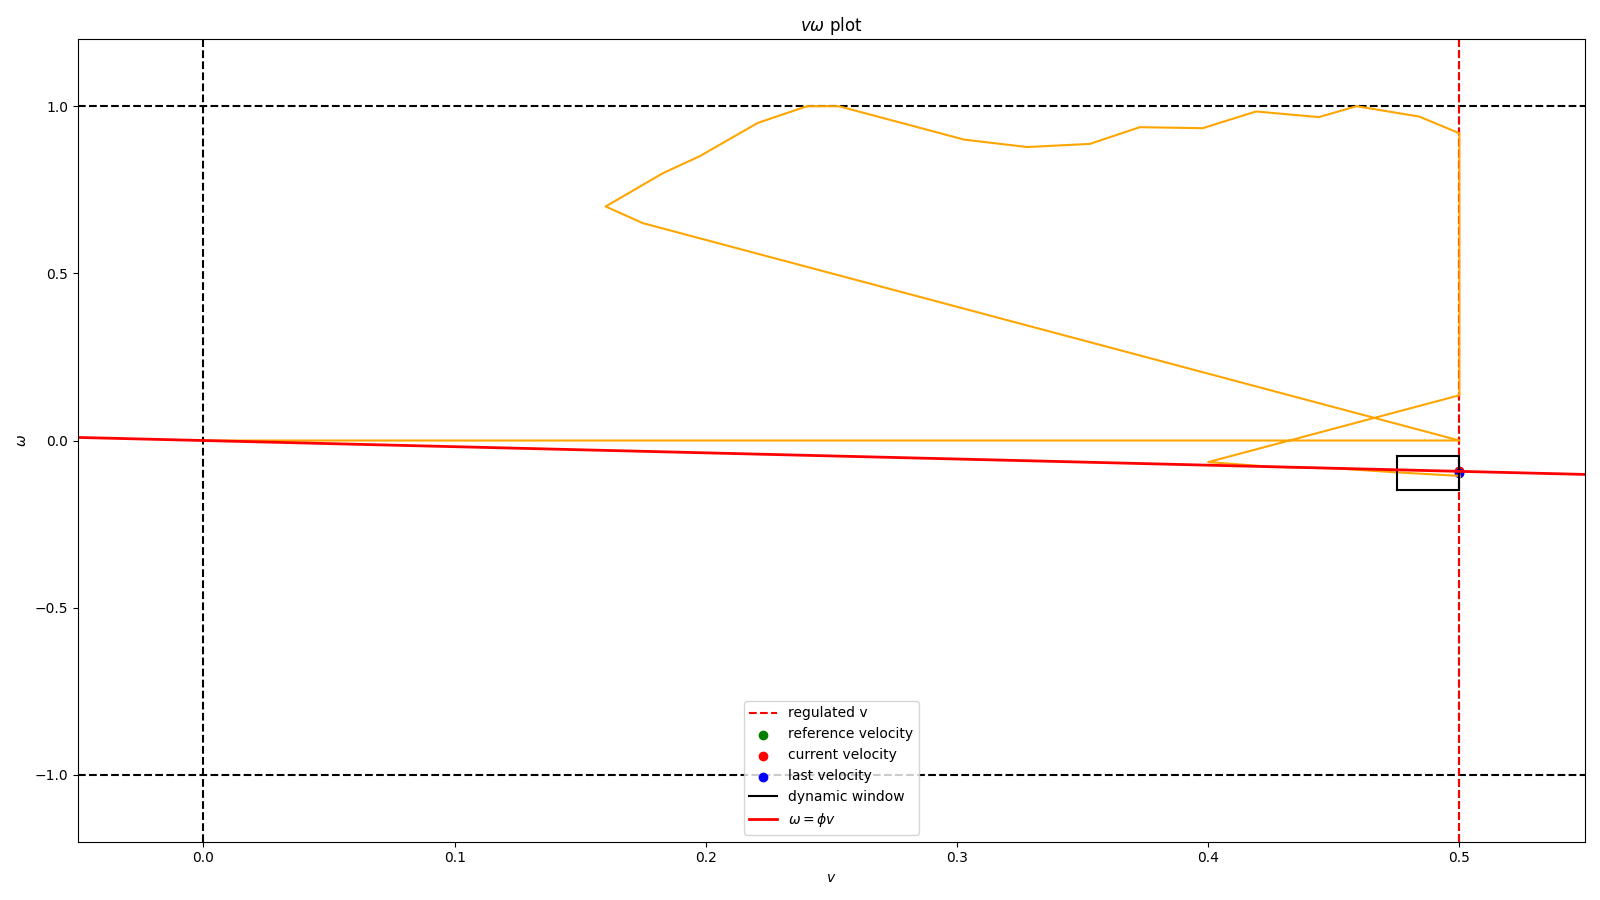 vω plot
1.0
0.5
0.0
−0.5
−1.0
ω
0.0 0.1 0.2 0.3 0.4 0.5
v
regulated v
reference velocity
current velocity
last velocity
dynamic window
ω = ϕv